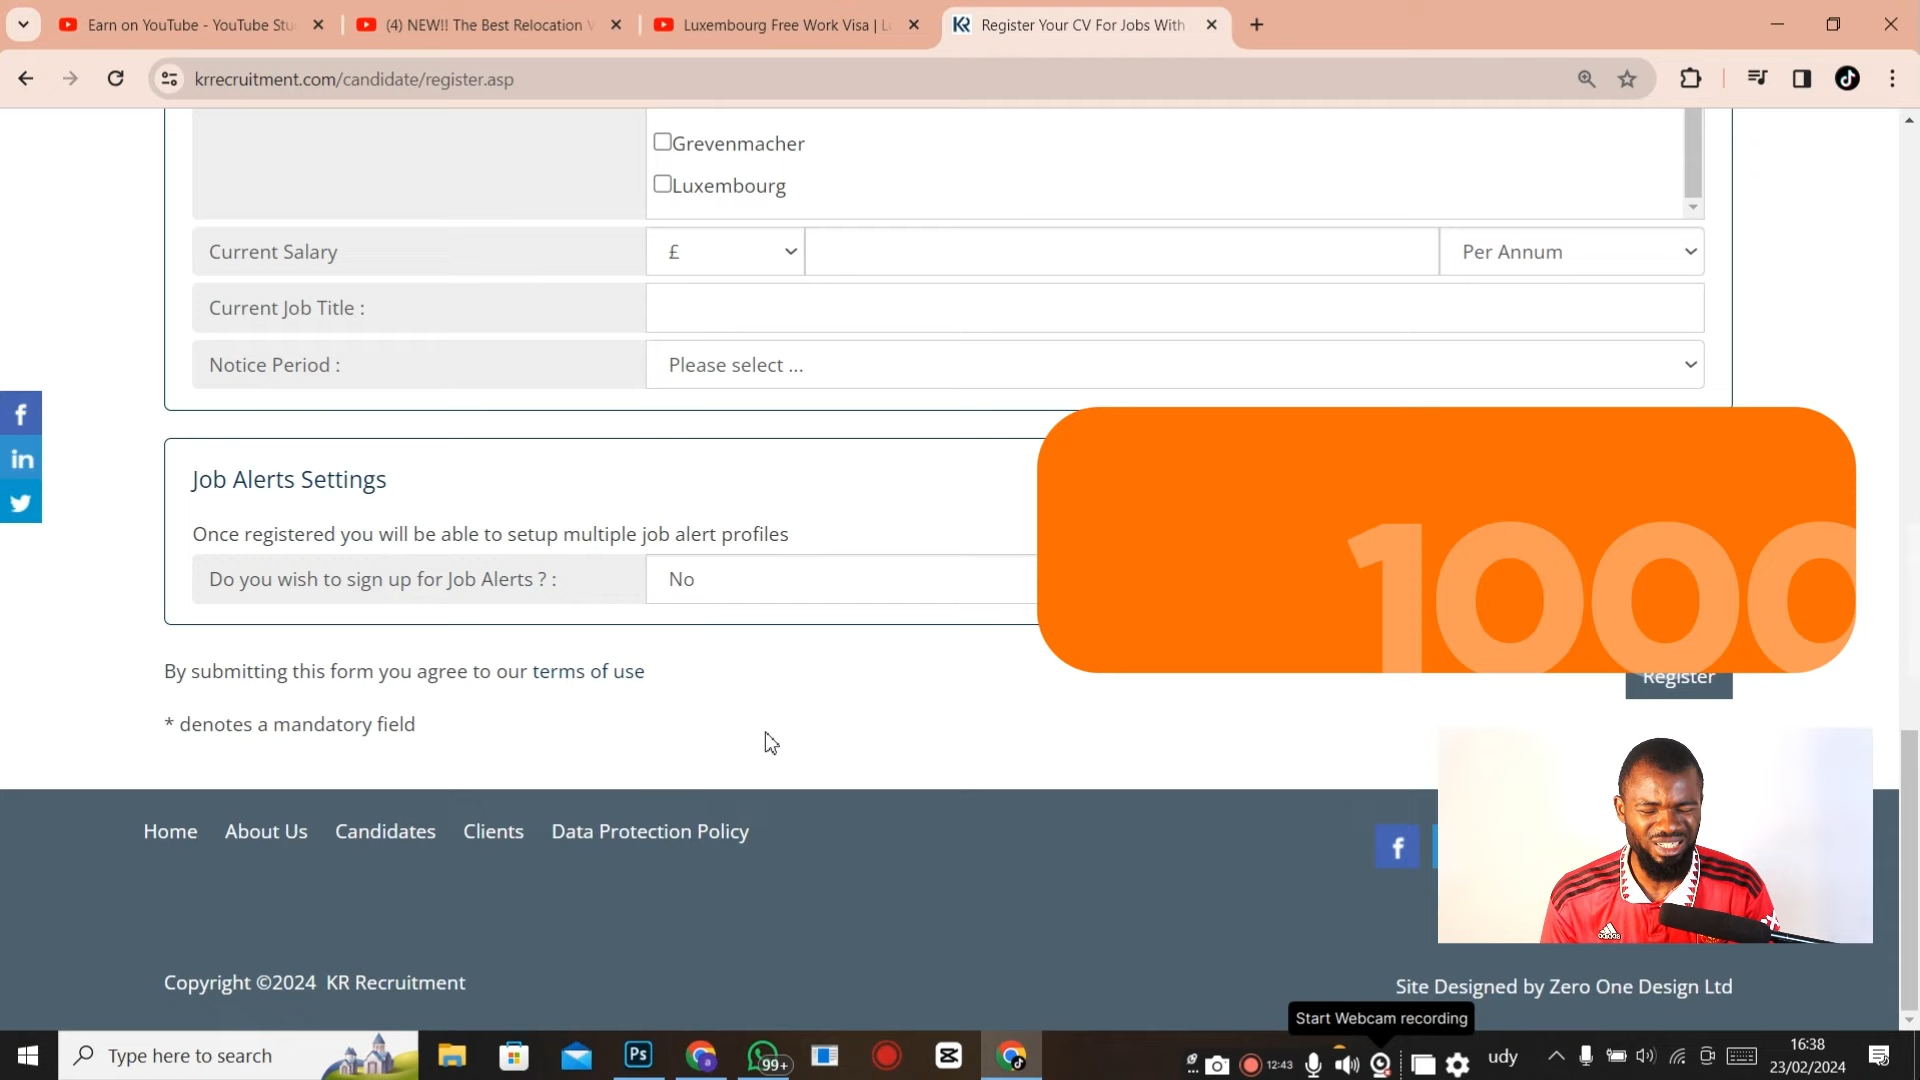 Earn on YouTube - YouTube Stu
(4) NEW!! The Best Relocation
Luxembourg Free Work Visa | L
KR Register Your CV For Jobs With
krrecruitment.com/candidate/register.asp
Grevenmacher
Luxembourg
Current Salary £ Per Annum
Current Job Title :
Notice Period : Please select ...
f
in
Job Alerts Settings
Once registered you will be able to setup multiple job alert profiles
Do you wish to sign up for Job Alerts ? : No
1000
By submitting this form you agree to our terms of use
Register
* denotes a mandatory field
Home About Us Candidates Clients Data Protection Policy
f
adidas
Copyright ©2024 KR Recruitment
Site Designed by Zero One Design Ltd
Start Webcam recording
Type here to search
Ps
a
99+
12:43
udy
16:38
23/02/2024